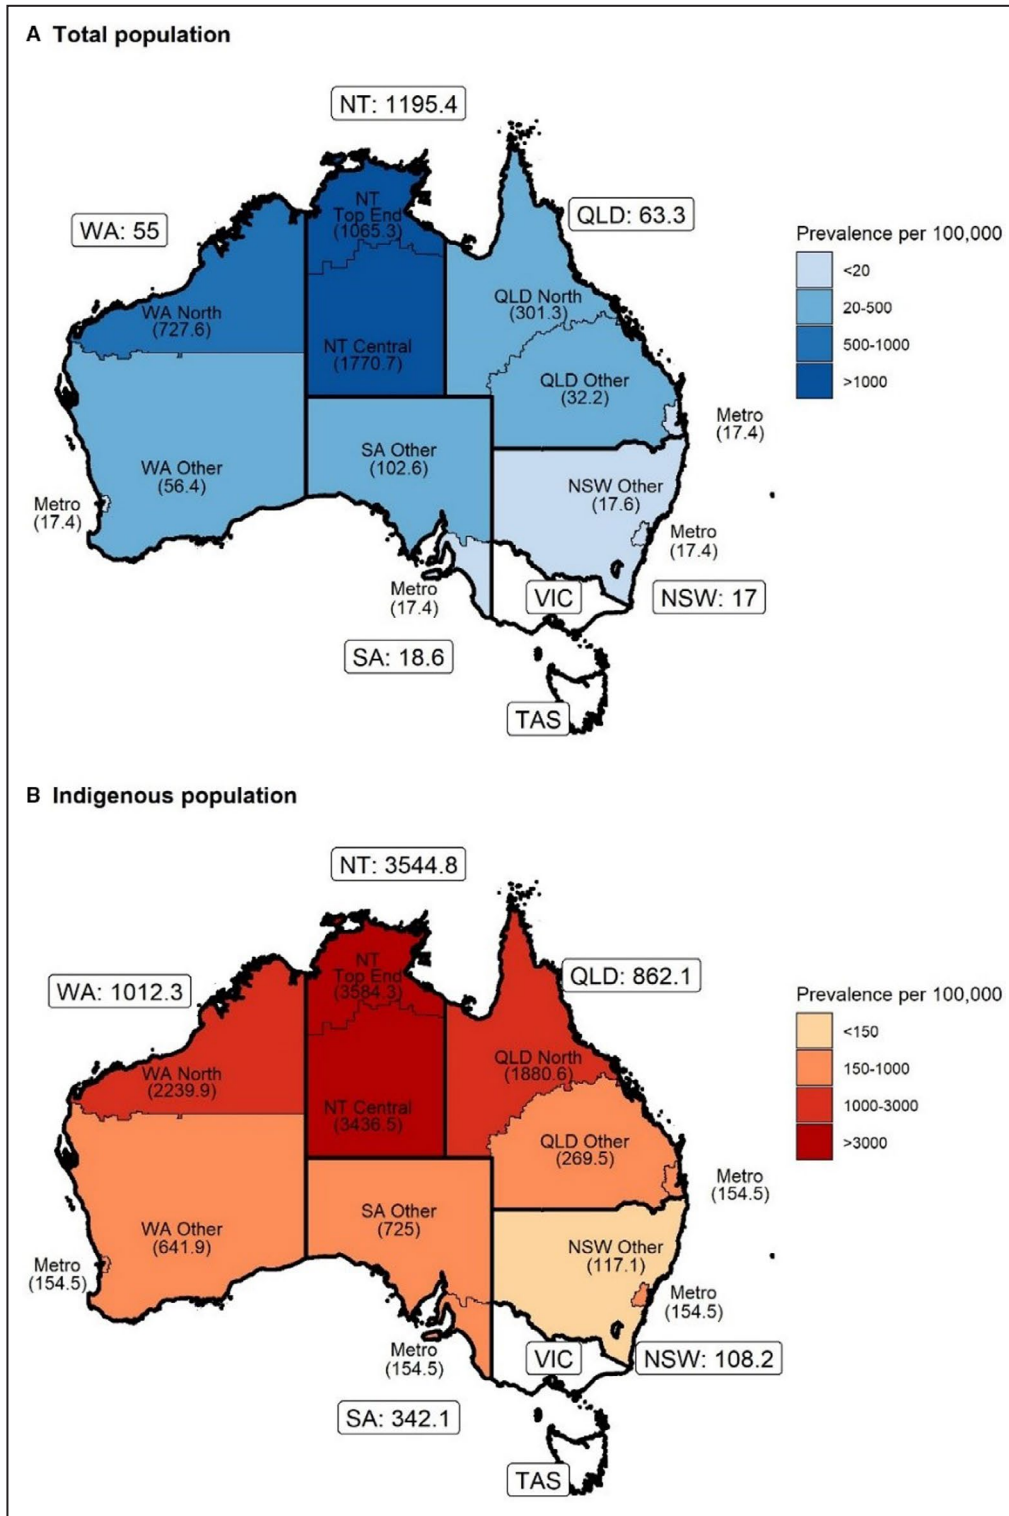 A Total population
NT: 1195.4
WA: 55
QLD: 63.3
NT
Top End
(1065.3)
Prevalence per 100,000
<20
20-500
500-1000
>1000
WA North
(727.6)
QLD North
(301.3)
NT Central
(1770.7)
QLD Other
(32.2)
Metro
(17.4)
SA Other
(102.6)
WA Other
(56.4)
NSW Other
(17.6)
Metro
(17.4)
Metro
(17.4)
Metro
(17.4)
VIC
NSW: 17
SA: 18.6
TAS
B Indigenous population
NT: 3544.8
WA: 1012.3
QLD: 862.1
NT
Top End
(3584.3)
Prevalence per 100,000
<150
150-1000
1000-3000
>3000
WA North
(2239.9)
QLD North
(1880.6)
NT Central
(3436.5)
QLD Other
(269.5)
Metro
(154.5)
SA Other
(725)
WA Other
(641.9)
NSW Other
(117.1)
Metro
(154.5)
Metro
(154.5)
Metro
(154.5)
VIC
NSW: 108.2
SA: 342.1
TAS